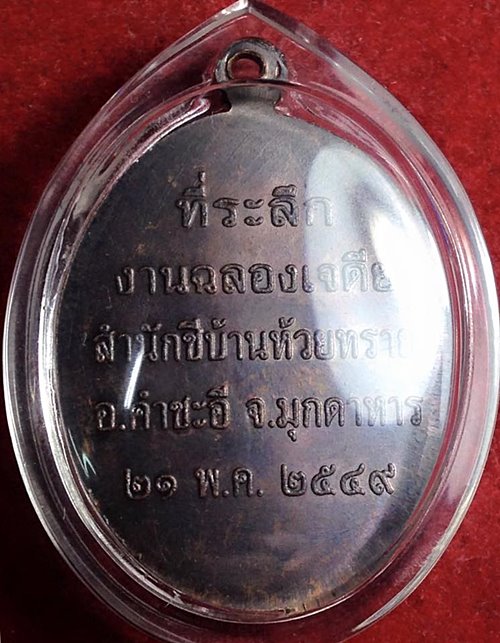 ที่ระลึก
งานฉลองเจดีย์
สำนักชีบ้านห้วยทราย
อ.คำชะอี จ.มุกดาหาร
๒๑ พ.ค. ๒๕๔๙